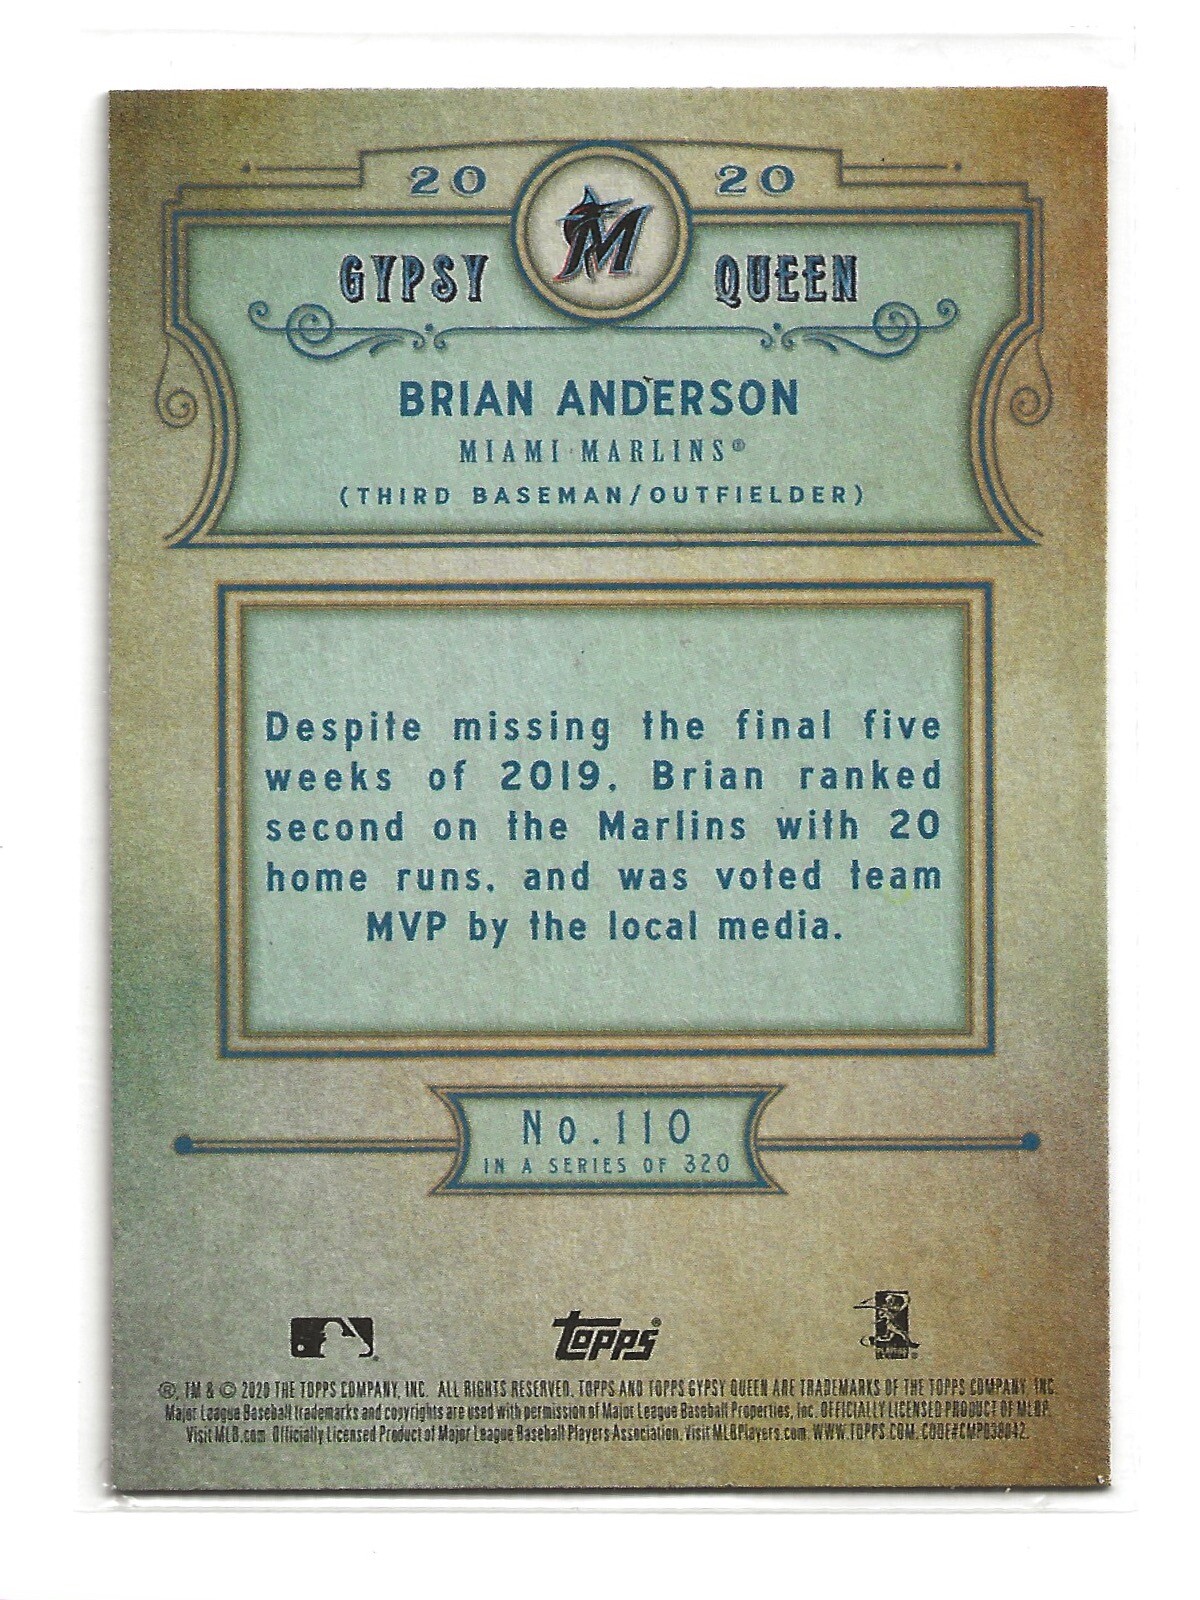 20 20
M
GYPSY QUEEN
BRIAN ANDERSON
MIAMI MARLINS®
(THIRD BASEMAN/OUTFIELDER)
Despite missing the final five
weeks of 2019, Brian ranked
second on the Marlins with 20
home runs, and was voted team
MVP by the local media.
No.110
IN A SERIES OF 320
Topps®
PLAYERS
®, TM & © 2020 THE TOPPS COMPANY, INC. ALL RIGHTS RESERVED. TOPPS AND TOPPS GYPSY QUEEN ARE TRADEMARKS OF THE TOPPS COMPANY, INC.
Major League Baseball trademarks and copyrights are used with permission of Major League Baseball Properties, Inc. OFFICIALLY LICENSED PRODUCT OF MLBP.
Visit MLB.com Officially Licensed Product of Major League Baseball Players Association. Visit MLBPlayers.com. WWW.TOPPS.COM. CODE#CMP038042.